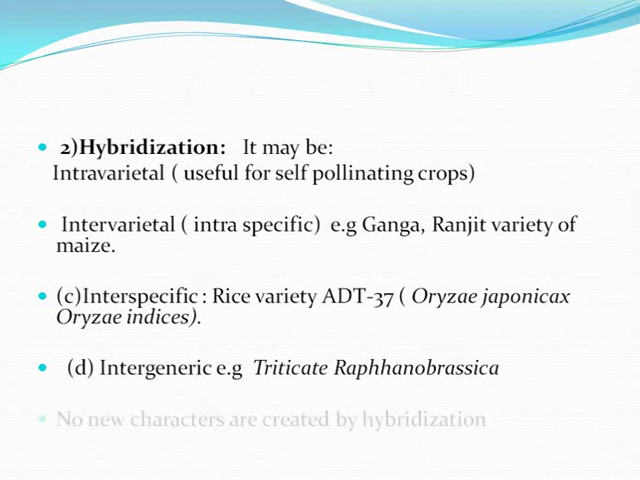 2)Hybridization: It may be:
Intravarietal ( useful for self pollinating crops)
Intervarietal ( intra specific) e.g Ganga, Ranjit variety of
maize.
(c)Interspecific : Rice variety ADT-37 ( Oryzae japonicax
Oryzae indices).
(d) Intergeneric e.g Triticate Raphhanobrassica
No new characters are created by hybridization